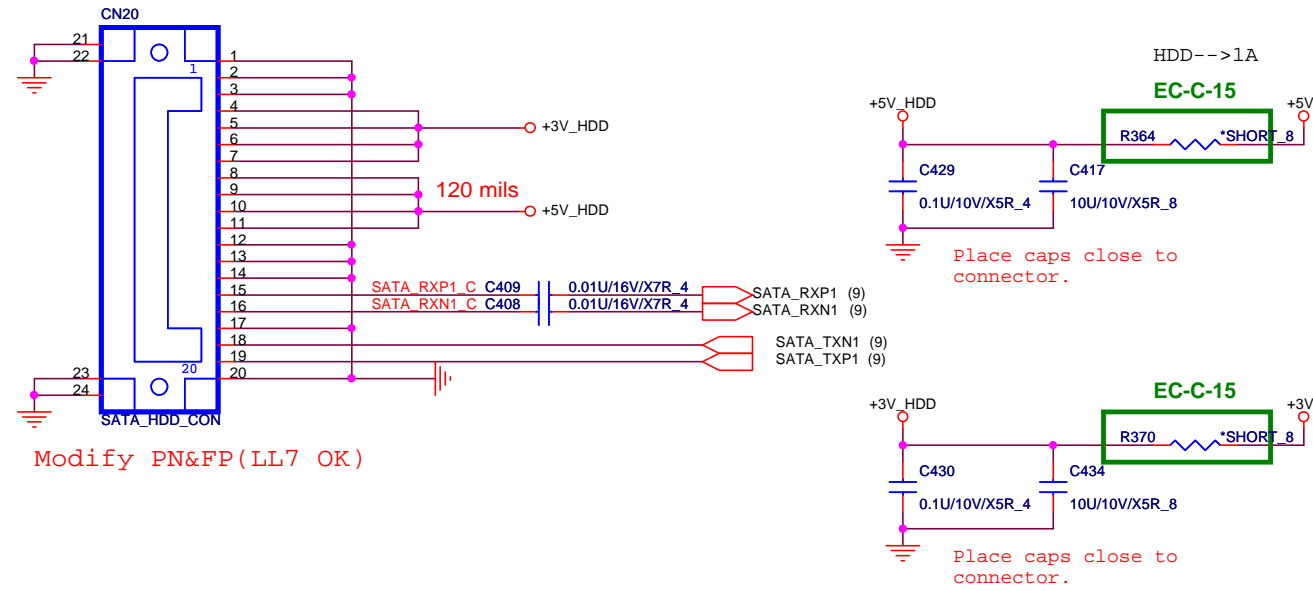 CN20
21
22
1
1
2
3
4
5
6
7
+3V_HDD
8
9
10
11
120 mils
+5V_HDD
12
13
14
15
SATA_RXP1_C C409 0.01U/16V/X7R_4 SATA_RXP1 (9)
16
SATA_RXN1_C C408 0.01U/16V/X7R_4 SATA_RXN1 (9)
17
18
SATA_TXN1 (9)
19
SATA_TXP1 (9)
20
20
23
24
SATA_HDD_CON
Modify PN&FP(LL7 OK)
HDD-->1A
EC-C-15
+5V_HDD
+5V
R364 *SHORT_8
C429
0.1U/10V/X5R_4
C417
10U/10V/X5R_8
Place caps close to
connector.
EC-C-15
+3V_HDD
+3V
R370 *SHORT_8
C430
0.1U/10V/X5R_4
C434
10U/10V/X5R_8
Place caps close to
connector.